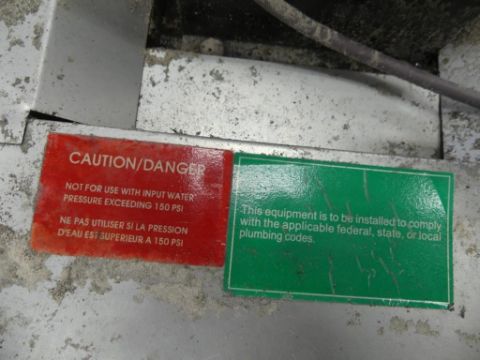 CAUTION/DANGER
NOT FOR USE WITH INPUT WATER
PRESSURE EXCEEDING 150 PSI
NE PAS UTILISER SI LA PRESSION
D'EAU EST SUPERIEUR A 150 PSI
This equipment is to be installed to comply
with the applicable federal, state, or local
plumbing codes.